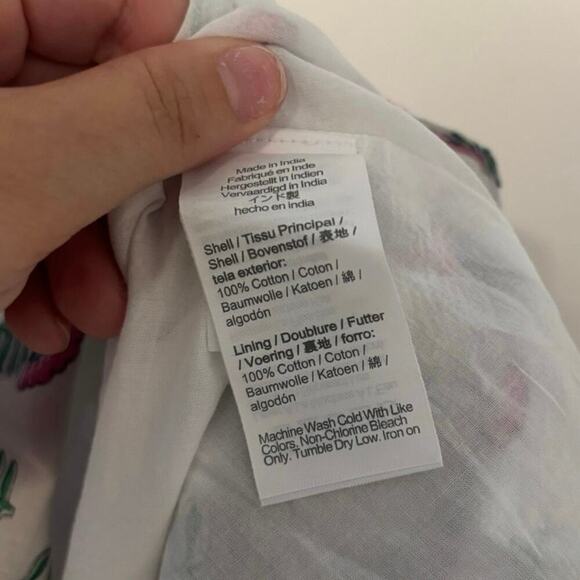 Made in India
Fabriqué en Inde
Hergestellt in Indien
Vervaardigd in India
インド製
hecho en india
Shell / Tissu Principal /
Shell / Bovenstof / 表地 /
tela exterior:
100% Cotton / Coton /
Baumwolle / Katoen / 綿 /
algodón
Lining / Doublure / Futter
/ Voering / 裏地 / forro:
100% Cotton / Coton /
Baumwolle / Katoen / 綿 /
algodón
Machine Wash Cold With Like
Colors, Non-Chlorine Bleach
Only. Tumble Dry Low. Iron on